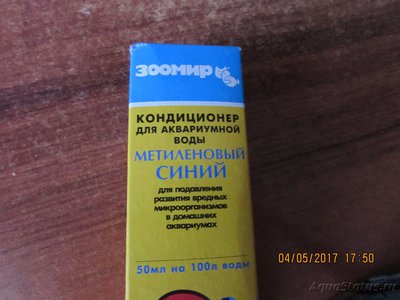 ЗООМИР
КОНДИЦИОНЕР
ДЛЯ АКВАРИУМНОЙ
ВОДЫ
МЕТИЛЕНОВЫЙ
СИНИЙ
для подавления
развития вредных
микроорганизмов
в домашних
аквариумах
50мл на 100л воды
04/05/2017 17:50
AquaStatus.ru